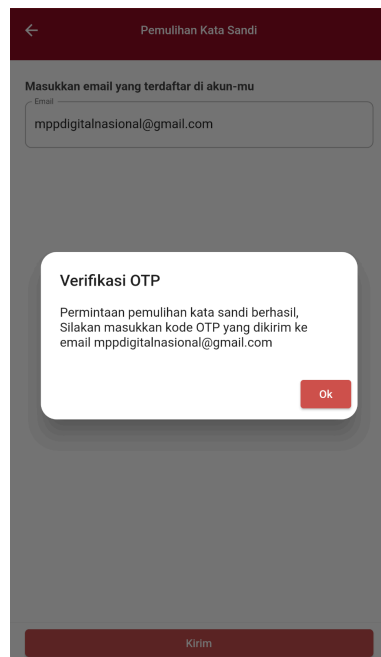 Pemulihan Kata Sandi
Masukkan email yang terdaftar di akun-mu
Email
mppdigitalnasional@gmail.com
Verifikasi OTP
Permintaan pemulihan kata sandi berhasil,
Silakan masukkan kode OTP yang dikirim ke
email mppdigitalnasional@gmail.com
Ok
Kirim